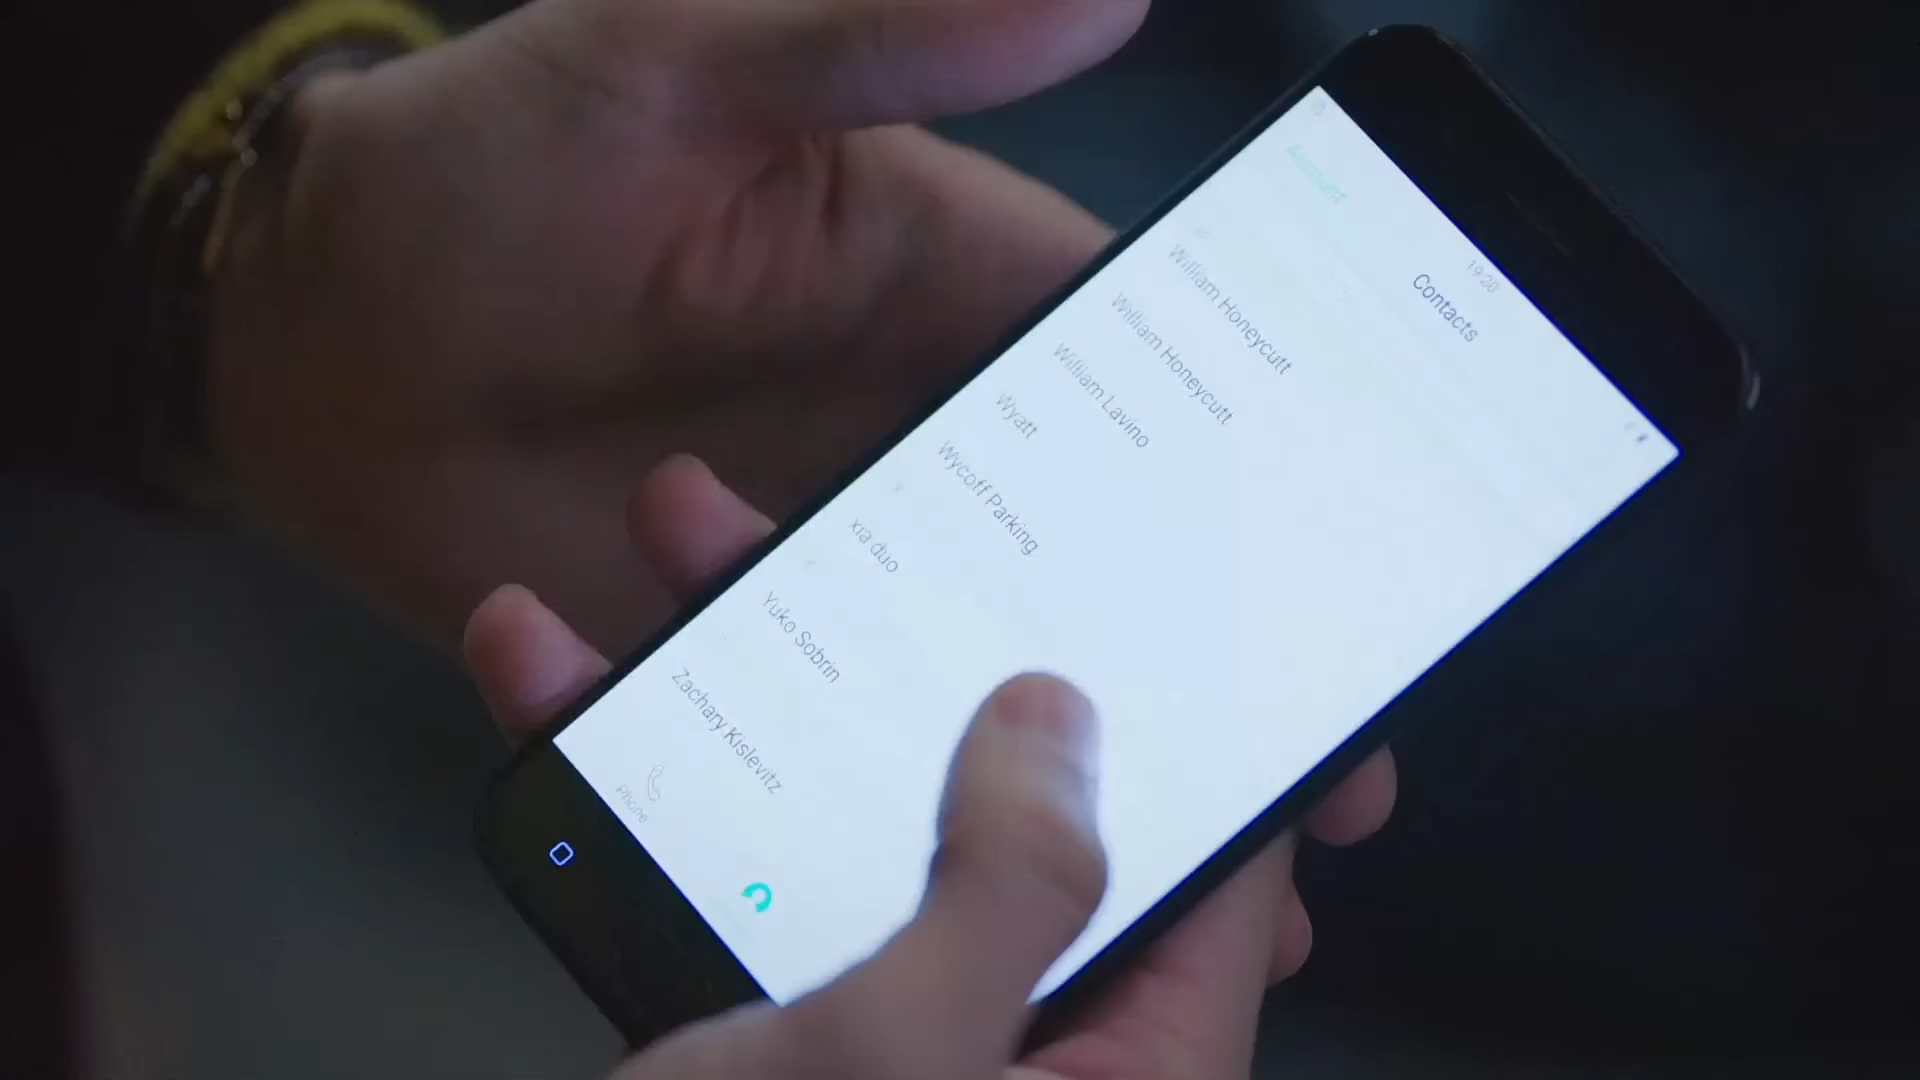 19:20
Account
Contacts
William Honeycutt
William Honeycutt
William Lavino
Wyatt
Wycoff Parking
xia duo
Yuko Sobrin
Zachary Kislevitz
Phone